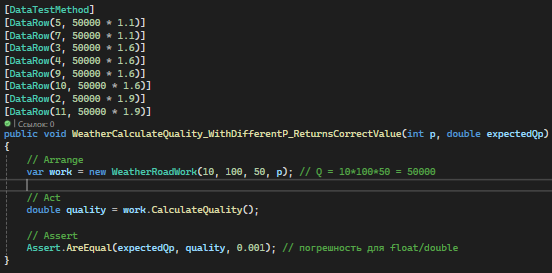 [DataTestMethod]
[DataRow(5, 50000 * 1.1)]
[DataRow(7, 50000 * 1.1)]
[DataRow(3, 50000 * 1.6)]
[DataRow(4, 50000 * 1.6)]
[DataRow(9, 50000 * 1.6)]
[DataRow(10, 50000 * 1.6)]
[DataRow(2, 50000 * 1.9)]
[DataRow(11, 50000 * 1.9)]
| Ссылок: 0
public void WeatherCalculateQuality_WithDifferentP_ReturnsCorrectValue(int p, double expectedQp)
{
// Arrange
var work = new WeatherRoadWork(10, 100, 50, p); // Q = 10*100*50 = 50000
// Act
double quality = work.CalculateQuality();
// Assert
Assert.AreEqual(expectedQp, quality, 0.001); // погрешность для float/double
}